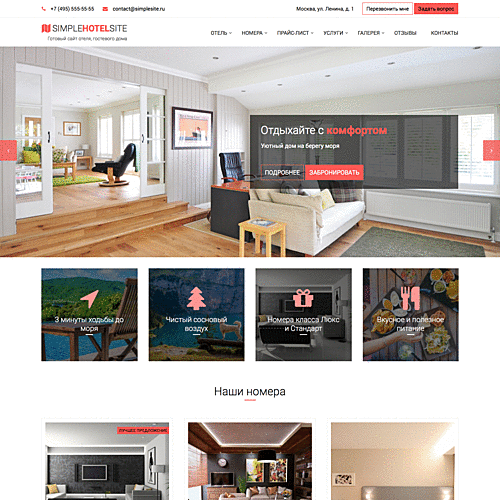 +7 (495) 555-55-55
contact@simplesite.ru
Москва, ул. Ленина, д. 1
Перезвонить мне
Задать вопрос
SIMPLEHOTELSITE
Готовый сайт отеля, гостевого дома
ОТЕЛЬ
НОМЕРА
ПРАЙС-ЛИСТ
УСЛУГИ
ГАЛЕРЕЯ
ОТЗЫВЫ
КОНТАКТЫ
Отдыхайте с комфортом
Уютный дом на берегу моря
ПОДРОБНЕЕ
ЗАБРОНИРОВАТЬ
3 минуты ходьбы до
моря
Чистый сосновый
воздух
Номера класса Люкс
и Стандарт
Вкусное и полезное
питание
Наши номера
ЛУЧШЕЕ ПРЕДЛОЖЕНИЕ